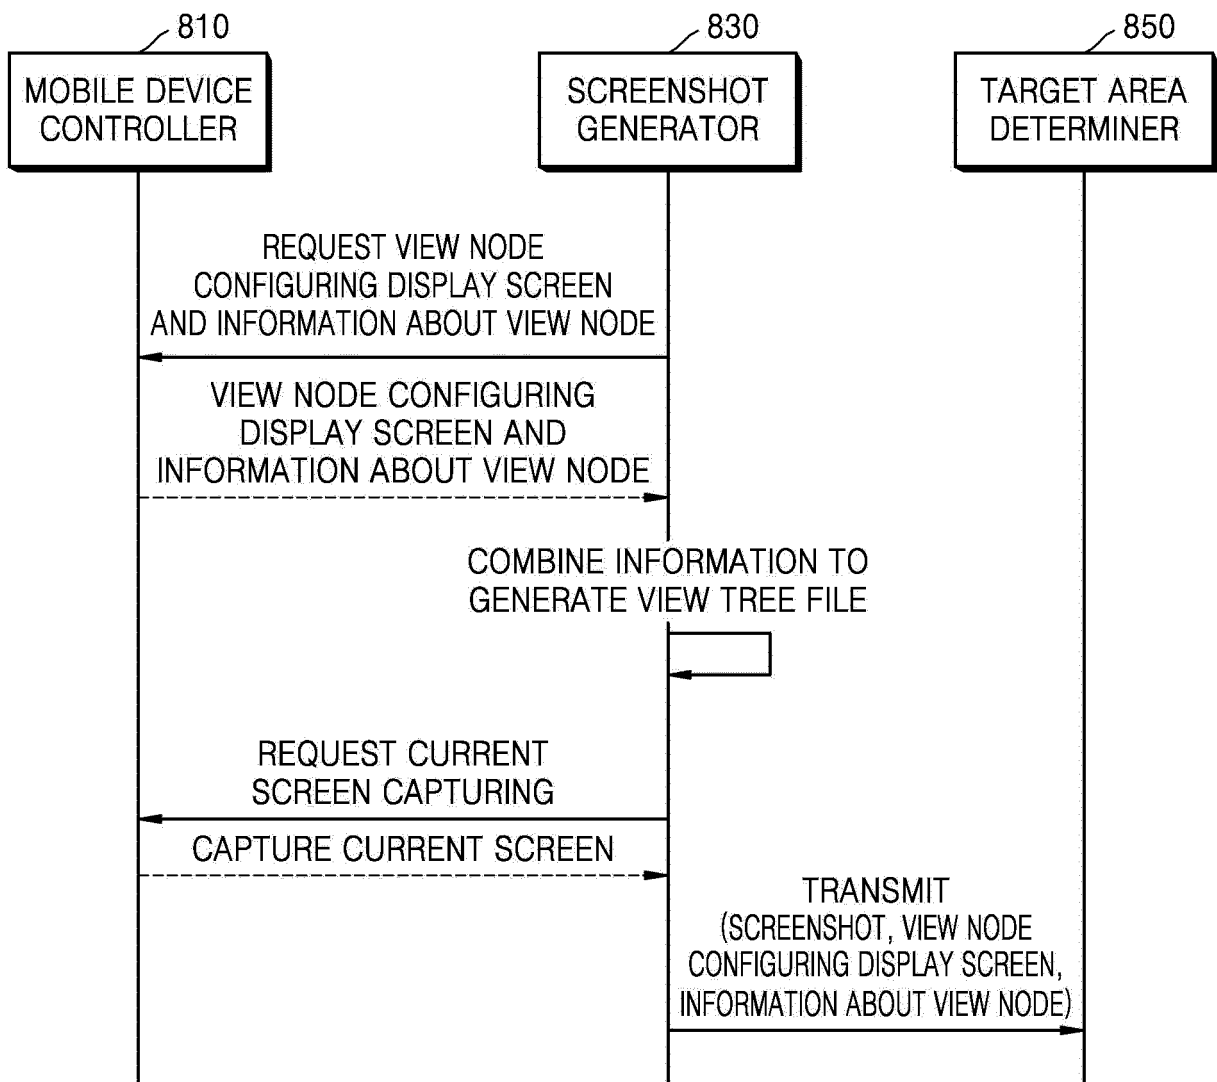 810
830
850
MOBILE DEVICE
CONTROLLER
SCREENSHOT
GENERATOR
TARGET AREA
DETERMINER
REQUEST VIEW NODE
CONFIGURING DISPLAY SCREEN
AND INFORMATION ABOUT VIEW NODE
VIEW NODE CONFIGURING
DISPLAY SCREEN AND
INFORMATION ABOUT VIEW NODE
COMBINE INFORMATION TO
GENERATE VIEW TREE FILE
REQUEST CURRENT
SCREEN CAPTURING
CAPTURE CURRENT SCREEN
TRANSMIT
(SCREENSHOT, VIEW NODE
CONFIGURING DISPLAY SCREEN,
INFORMATION ABOUT VIEW NODE)